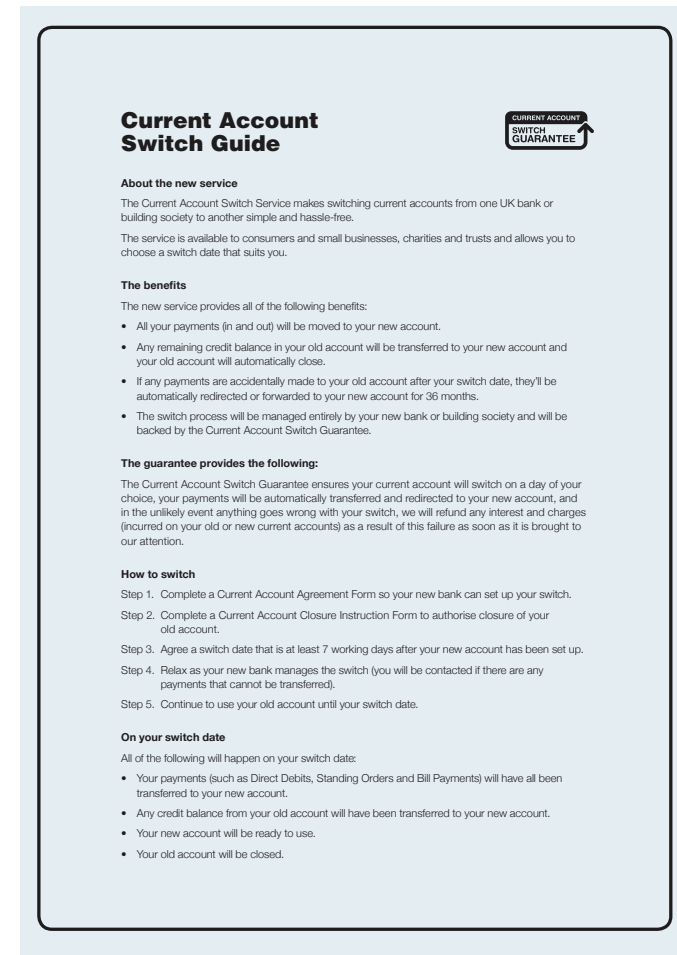 Current Account
Switch Guide
CURRENT ACCOUNT
SWITCH
GUARANTEE
About the new service
The Current Account Switch Service makes switching current accounts from one UK bank or
building society to another simple and hassle-free.
The service is available to consumers and small businesses, charities and trusts and allows you to
choose a switch date that suits you.
The benefits
The new service provides all of the following benefits:
• All your payments (in and out) will be moved to your new account.
• Any remaining credit balance in your old account will be transferred to your new account and
your old account will automatically close.
• If any payments are accidentally made to your old account after your switch date, they'll be
automatically redirected or forwarded to your new account for 36 months.
• The switch process will be managed entirely by your new bank or building society and will be
backed by the Current Account Switch Guarantee.
The guarantee provides the following:
The Current Account Switch Guarantee ensures your current account will switch on a day of your
choice, your payments will be automatically transferred and redirected to your new account, and
in the unlikely event anything goes wrong with your switch, we will refund any interest and charges
(incurred on your old or new current accounts) as a result of this failure as soon as it is brought to
our attention.
How to switch
Step 1. Complete a Current Account Agreement Form so your new bank can set up your switch.
Step 2. Complete a Current Account Closure Instruction Form to authorise closure of your
old account.
Step 3. Agree a switch date that is at least 7 working days after your new account has been set up.
Step 4. Relax as your new bank manages the switch (you will be contacted if there are any
payments that cannot be transferred).
Step 5. Continue to use your old account until your switch date.
On your switch date
All of the following will happen on your switch date:
• Your payments (such as Direct Debits, Standing Orders and Bill Payments) will have all been
transferred to your new account.
• Any credit balance from your old account will have been transferred to your new account.
• Your new account will be ready to use.
• Your old account will be closed.